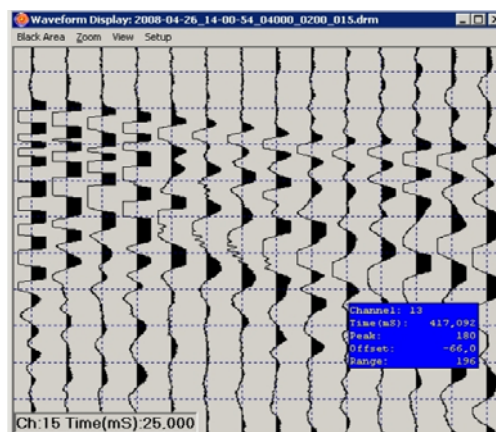 Waveform Display: 2008-04-26_14-00-54_04000_0200_015.drm
Black Area Zoom View Setup
Channel: 13
Time(mS): 417,092
Peak: 180
Offset: -66,0
Range: 196
Ch:15 Time(mS):25.000